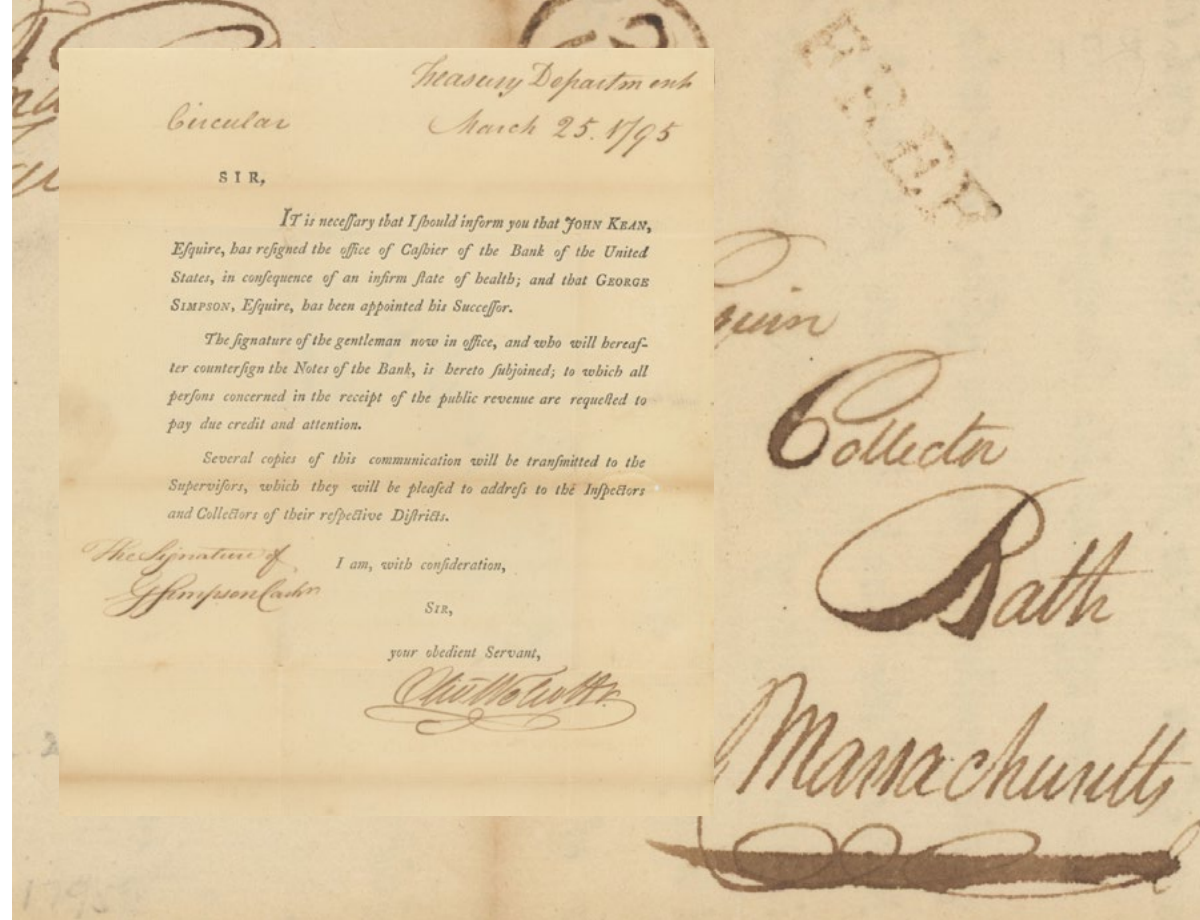 Treasury Department
Circular
March 25. 1795
SIR,
IT is neceſſary that I ſhould inform you that JOHN KEAN,
Eſquire, has reſigned the office of Caſhier of the Bank of the United
States, in conſequence of an infirm ſtate of health; and that GEORGE
SIMPSON, Eſquire, has been appointed his Succeſſor.
The ſignature of the gentleman now in office, and who will hereaf-
ter counterſign the Notes of the Bank, is hereto ſubjoined; to which all
perſons concerned in the receipt of the public revenue are requeſted to
pay due credit and attention.
Several copies of this communication will be tranſmitted to the
Superviſors, which they will be pleaſed to addreſs to the Inſpectors
and Collectors of their reſpective Diſtricts.
The Signature of
G Simpson Cashr
I am, with conſideration,
SIR,
your obedient Servant,
Oliv Wolcott Jr.
FREE
Collector
Bath
Massachusetts
1795